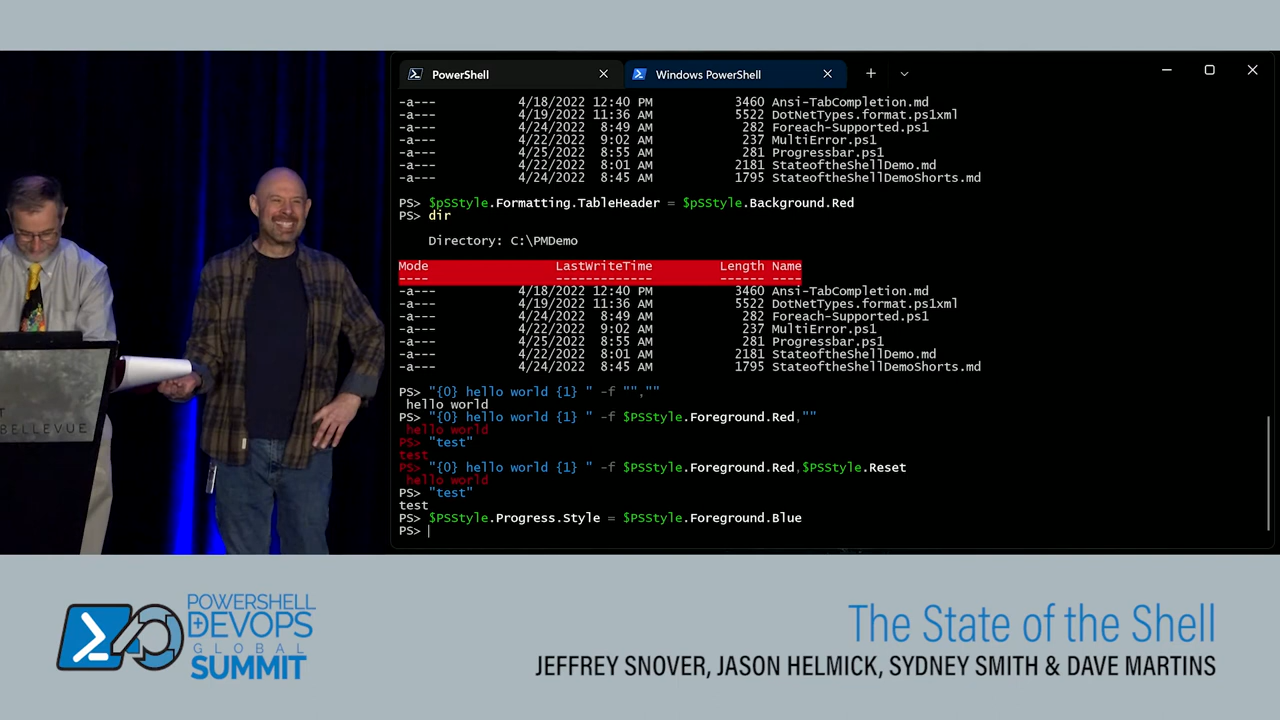 PowerShell
Windows PowerShell
-a--- 4/18/2022 12:40 PM 3460 Ansi-TabCompletion.md
-a--- 4/19/2022 11:36 AM 5522 DotNetTypes.format.ps1xml
-a--- 4/24/2022 8:49 AM 282 Foreach-Supported.ps1
-a--- 4/22/2022 9:02 AM 237 MultiError.ps1
-a--- 4/25/2022 8:55 AM 281 Progressbar.ps1
-a--- 4/22/2022 8:01 AM 2181 StateoftheShellDemo.md
-a--- 4/24/2022 8:45 AM 1795 StateoftheShellDemoShorts.md
PS> $pSStyle.Formatting.TableHeader = $pSStyle.Background.Red
PS> dir
Directory: C:\PMDemo
Mode LastWriteTime Length Name
---- ------------- ------ ----
-a--- 4/18/2022 12:40 PM 3460 Ansi-TabCompletion.md
-a--- 4/19/2022 11:36 AM 5522 DotNetTypes.format.ps1xml
-a--- 4/24/2022 8:49 AM 282 Foreach-Supported.ps1
-a--- 4/22/2022 9:02 AM 237 MultiError.ps1
-a--- 4/25/2022 8:55 AM 281 Progressbar.ps1
-a--- 4/22/2022 8:01 AM 2181 StateoftheShellDemo.md
-a--- 4/24/2022 8:45 AM 1795 StateoftheShellDemoShorts.md
PS> "{0} hello world {1} " -f "",""
hello world
PS> "{0} hello world {1} " -f $PSStyle.Foreground.Red,""
hello world
PS> "test"
test
PS> "{0} hello world {1} " -f $PSStyle.Foreground.Red,$PSStyle.Reset
hello world
PS> "test"
test
PS> $PSStyle.Progress.Style = $PSStyle.Foreground.Blue
PS>
BELLEVUE
POWERSHELL
DEVOPS
GLOBAL
SUMMIT
The State of the Shell
JEFFREY SNOVER, JASON HELMICK, SYDNEY SMITH & DAVE MARTINS